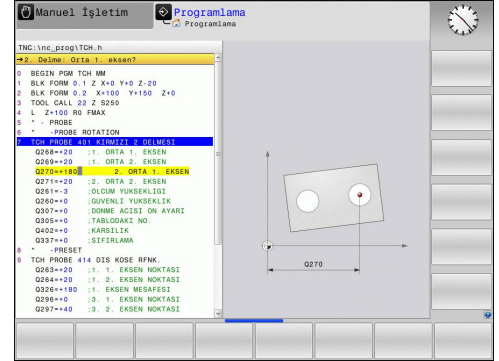 Manuel İşletim
Programlama
Programlama
TNC:\nc_prog\TCH.h
→2. Delme: Orta 1. eksen?
0 BEGIN PGM TCH MM
1 BLK FORM 0.1 Z X+0 Y+0 Z-20
2 BLK FORM 0.2 X+100 Y+150 Z+0
3 TOOL CALL 22 Z S250
4 L Z+100 R0 FMAX
5 * - PROBE
6 * -PROBE ROTATION
7 TCH PROBE 401 KIRMIZI 2 DELMESI
Q268=+20 ;1. ORTA 1. EKSEN
Q269=+20 ;1. ORTA 2. EKSEN
Q270=+180 2. ORTA 1. EKSEN
Q271=+20 ;2. ORTA 2. EKSEN
Q261=-3 ;OLCUM YUKSEKLIGI
Q260=+0 ;GUVENLI YUKSEKLIK
Q307=+0 ;DONME ACISI ON AYARI
Q305=+0 ;TABLODAKI NO.
Q402=+0 ;KARSILIK
Q337=+0 ;SIFIRLAMA
8 * -PRESET
9 TCH PROBE 414 DIS KOSE RFNK.
Q263=+20 ;1. 1. EKSEN NOKTASI
Q264=+20 ;1. 2. EKSEN NOKTASI
Q326=+180 ;1. EKSEN MESAFESI
Q296=+0 ;3. 1. EKSEN NOKTASI
Q297=+40 ;3. 2. EKSEN NOKTASI
Q270